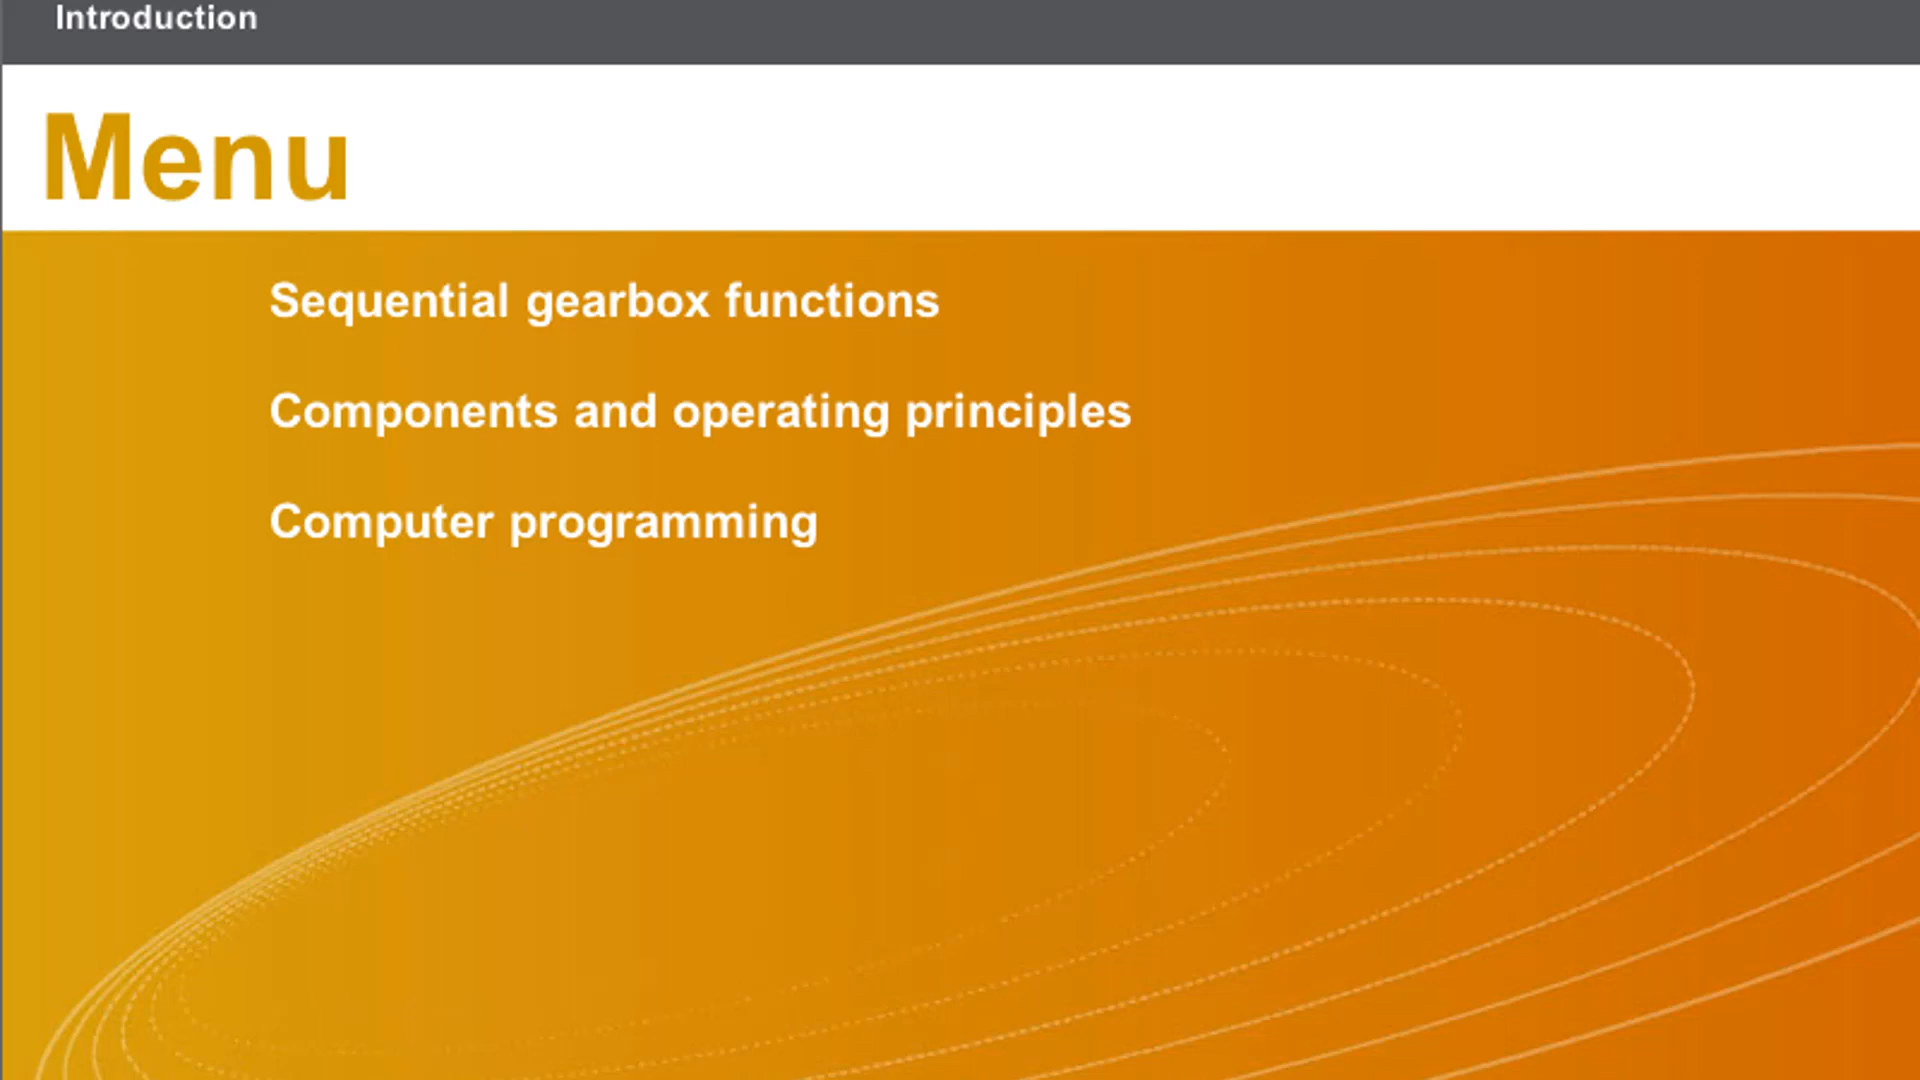 Introduction
Menu
Sequential gearbox functions
Components and operating principles
Computer programming